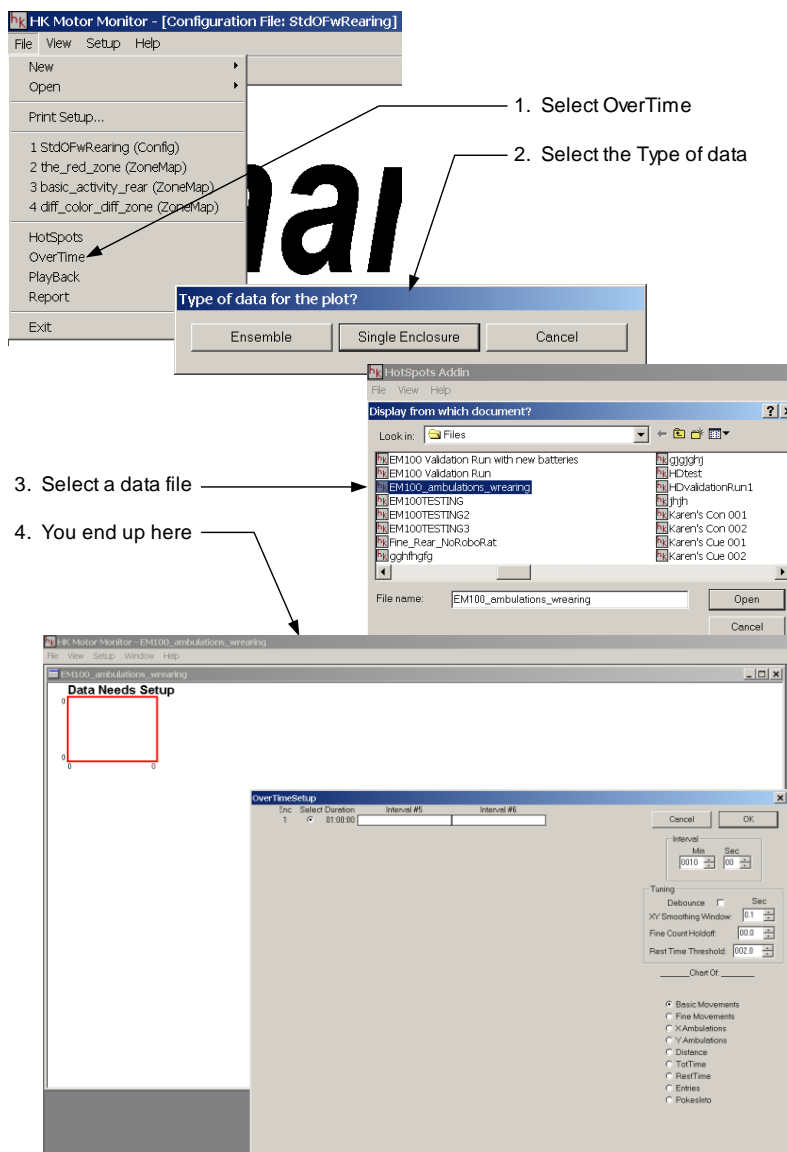 HK Motor Monitor - [Configuration File: StdOFwRearing]
File View Setup Help
New
Open
Print Setup...
1 StdOFwRearing (Config)
2 the_red_zone (ZoneMap)
3 basic_activity_rear (ZoneMap)
4 diff_color_diff_zone (ZoneMap)
HotSpots
OverTime
PlayBack
Report
Exit
1. Select OverTime
2. Select the Type of data
Type of data for the plot?
Ensemble Single Enclosure Cancel
HotSpots Addin
File View Help
Display from which document?
Look in: Files
EM100 Validation Run with new batteries
EM100 Validation Run
EM100_ambulations_wrearing
EM100TESTING
EM100TESTING2
EM100TESTING3
Fine_Rear_NoRoboRat
gghfhgfg
gjgjghj
HDtest
HDvalidationRun1
jhjh
Karen's Con 001
Karen's Con 002
Karen's Cue 001
Karen's Cue 002
File name: EM100_ambulations_wrearing Open
Cancel
3. Select a data file
4. You end up here
HK Motor Monitor - EM100_ambulations_wrearing
File View Setup Window Help
EM100_ambulations_wrearing
Data Needs Setup
0
0
0 0
OverTimeSetup
Enc Select Duration Interval #5 Interval #6
1 01:00:00
Cancel OK
Interval
Min Sec
0010 00
Tuning
Debounce Sec
XY Smoothing Window: 0.1
Fine Count Holdoff: 00.0
Rest Time Threshold: 002.0
______Chart Of:_______
Basic Movements
Fine Movements
X Ambulations
Y Ambulations
Distance
TotTime
RestTime
Entries
PokesInto